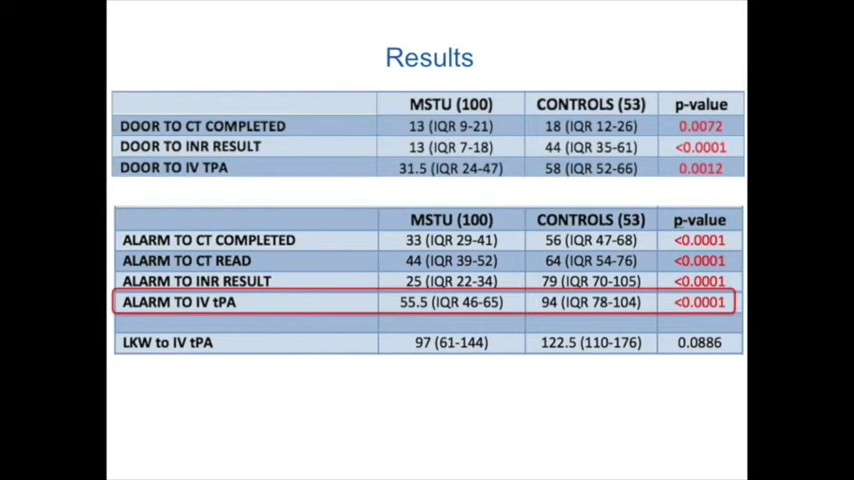 Results
MSTU (100) CONTROLS (53) p-value
DOOR TO CT COMPLETED 13 (IQR 9-21) 18 (IQR 12-26) 0.0072
DOOR TO INR RESULT 13 (IQR 7-18) 44 (IQR 35-61) <0.0001
DOOR TO IV TPA 31.5 (IQR 24-47) 58 (IQR 52-66) 0.0012
MSTU (100) CONTROLS (53) p-value
ALARM TO CT COMPLETED 33 (IQR 29-41) 56 (IQR 47-68) <0.0001
ALARM TO CT READ 44 (IQR 39-52) 64 (IQR 54-76) <0.0001
ALARM TO INR RESULT 25 (IQR 22-34) 79 (IQR 70-105) <0.0001
ALARM TO IV tPA 55.5 (IQR 46-65) 94 (IQR 78-104) <0.0001
LKW to IV tPA 97 (61-144) 122.5 (110-176) 0.0886